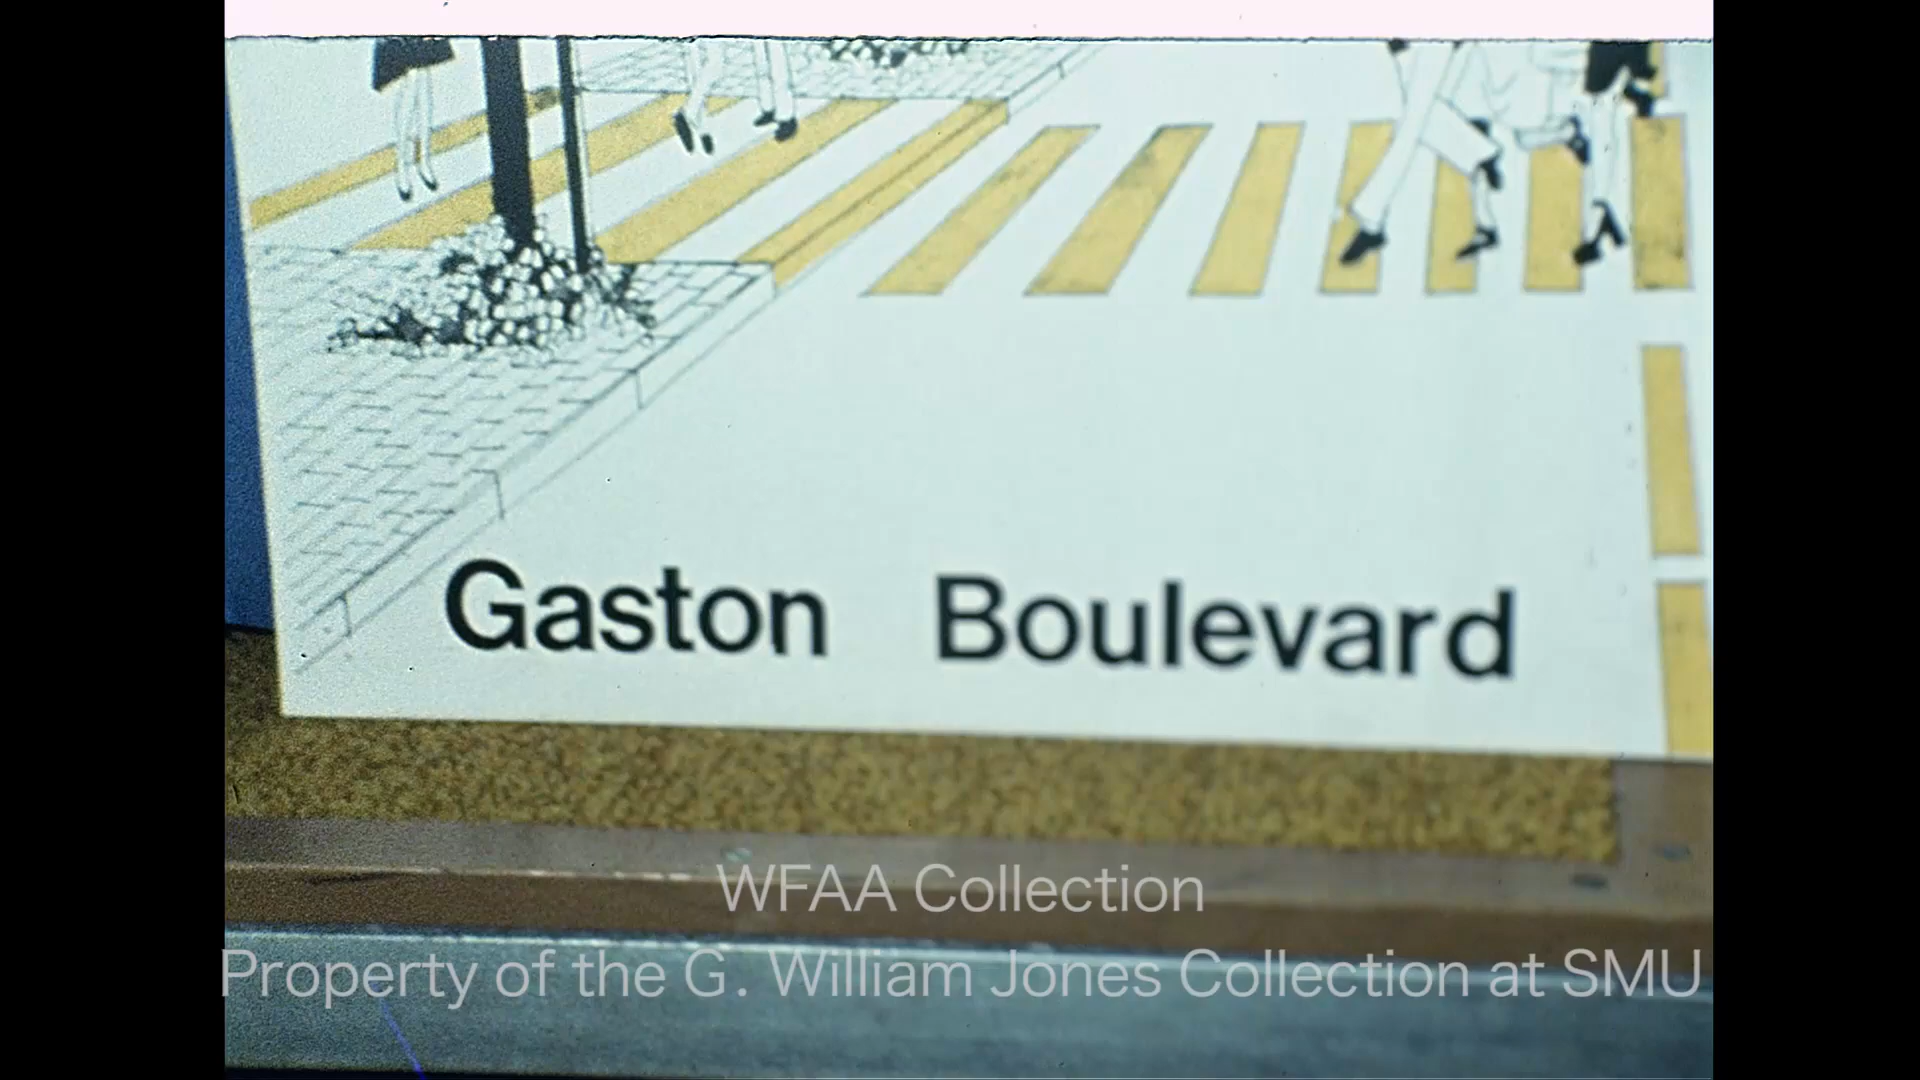 Gaston Boulevard
WFAA Collection
Property of the G. William Jones Collection at SMU